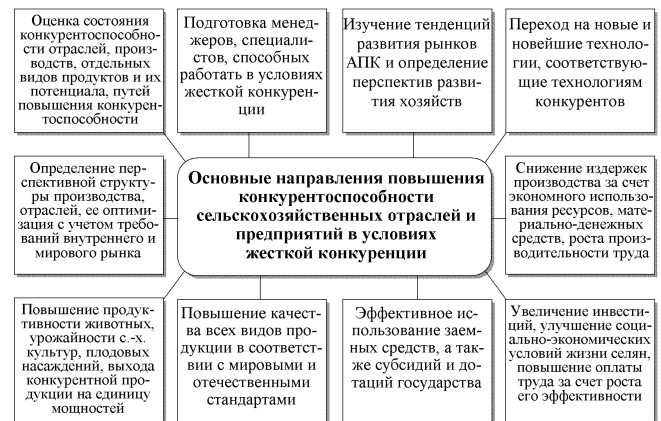 Оценка состояния
конкурентоспособно-
сти отраслей, произ-
водств, отдельных
видов продуктов и их
потенциала, путей
повышения конкурен-
тоспособности
Подготовка менед-
жеров, специали-
стов, способных
работать в условиях
жесткой конкурен-
ции
Изучение тенденций
развития рынков
АПК и определение
перспектив разви
тия хозяйств
Переход на новые и
новейшие техноло-
гии, соответствую-
щие технологиям
конкурентов
Определение пер-
спективной структу-
ры производства,
отраслей, ее оптими-
зация с учетом требо-
ваний внутреннего и
мирового рынка
Основные направления повышения
конкурентоспособности
сельскохозяйственных отраслей и
предприятий в условиях
жесткой конкуренции
Снижение издержек
производства за счет
экономного использо-
вания ресурсов, мате-
риально-денежных
средств, роста произ-
водительности труда
Повышение продук-
тивности животных,
урожайности с.-х.
культур, плодовых
насаждений, выхода
конкурентной про-
дукции на единицу
мощностей
Повышение качест-
ва всех видов про-
дукции в соответст-
вии с мировыми и
отечественными
стандартами
Эффективное ис-
пользование заем-
ных средств, а так-
же субсидий и до-
таций государства
Увеличение инвести-
ций, улучшение соци-
ально-экономических
условий жизни селян,
повышение оплаты
труда за счет роста
его эффективности